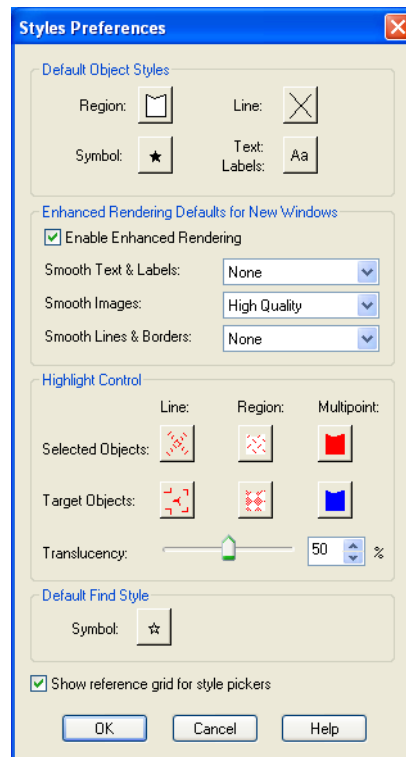 Styles Preferences
Default Object Styles
Region:
Line:
Symbol:
Text:
Labels:
Aa
Enhanced Rendering Defaults for New Windows
Enable Enhanced Rendering
Smooth Text & Labels:
None
Smooth Images:
High Quality
Smooth Lines & Borders:
None
Highlight Control
Line:
Region:
Multipoint:
Selected Objects:
Target Objects:
Translucency:
50
%
Default Find Style
Symbol:
Show reference grid for style pickers
OK
Cancel
Help